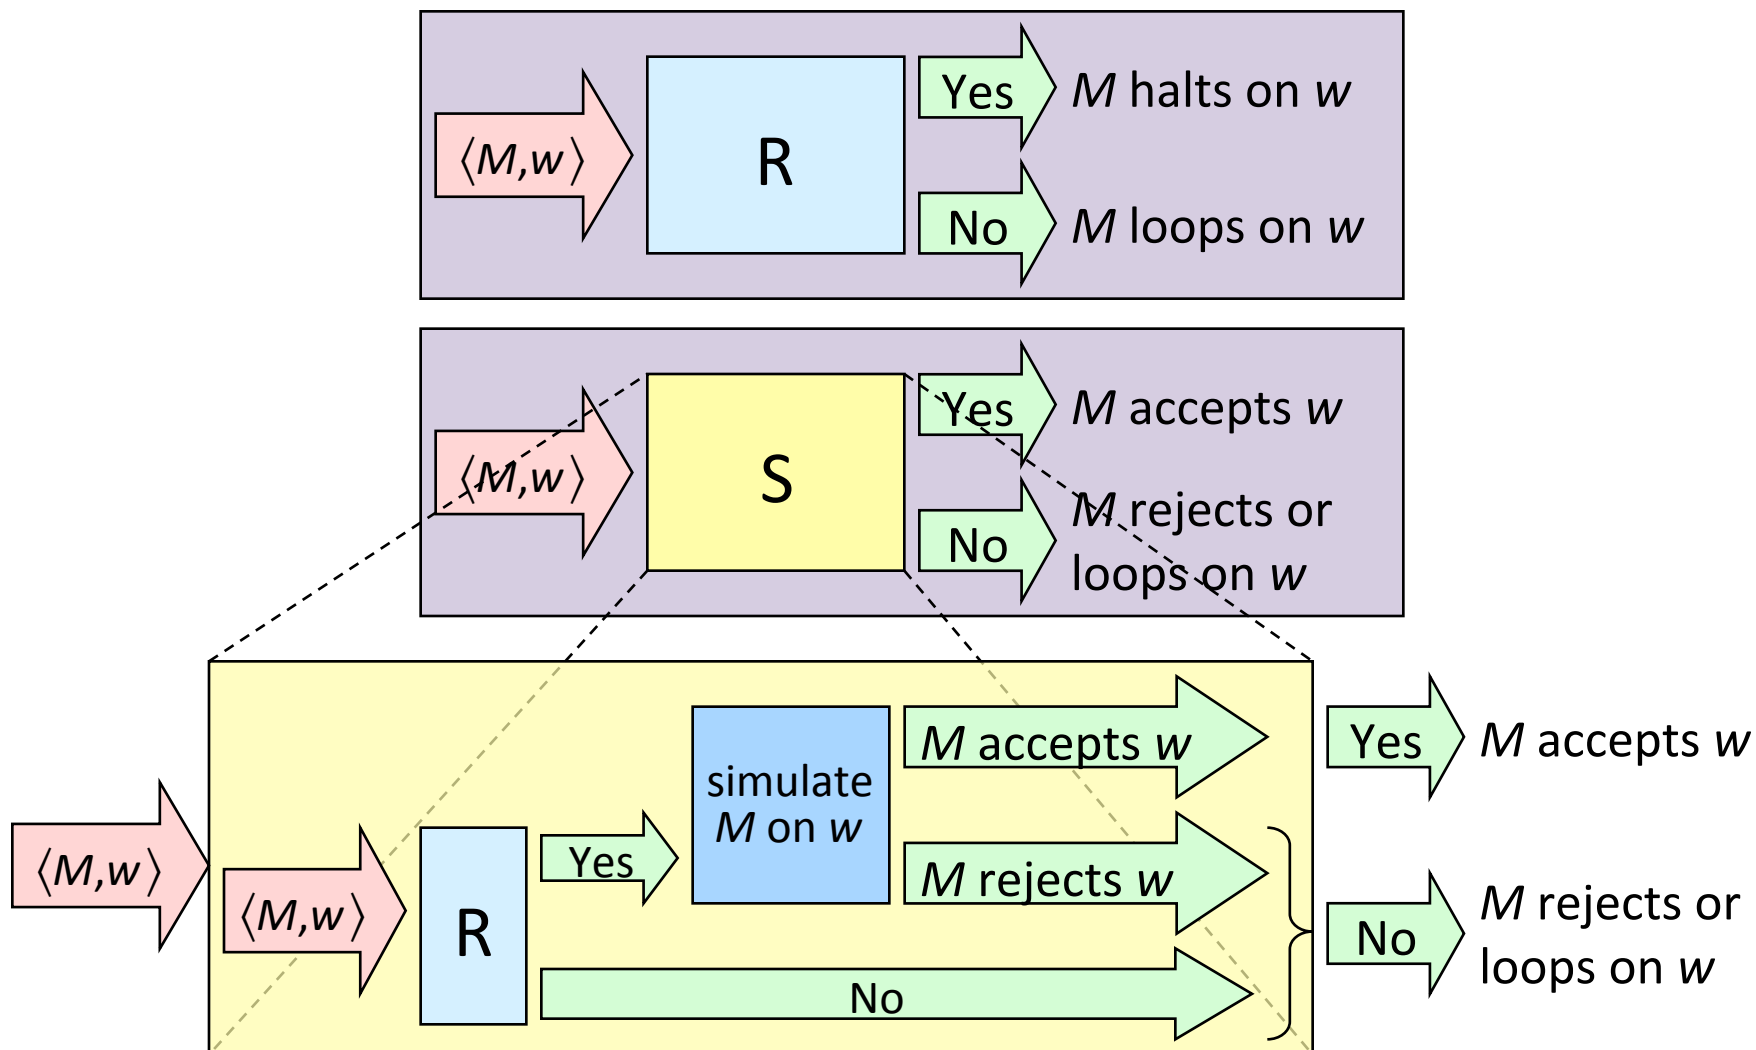 ⟨M,w⟩
R
Yes
M halts on w
No
M loops on w
⟨M,w⟩
S
Yes
M accepts w
No
M rejects or
loops on w
⟨M,w⟩
⟨M,w⟩
R
Yes
simulate
M on w
M accepts w
M rejects w
No
Yes
M accepts w
No
M rejects or
loops on w